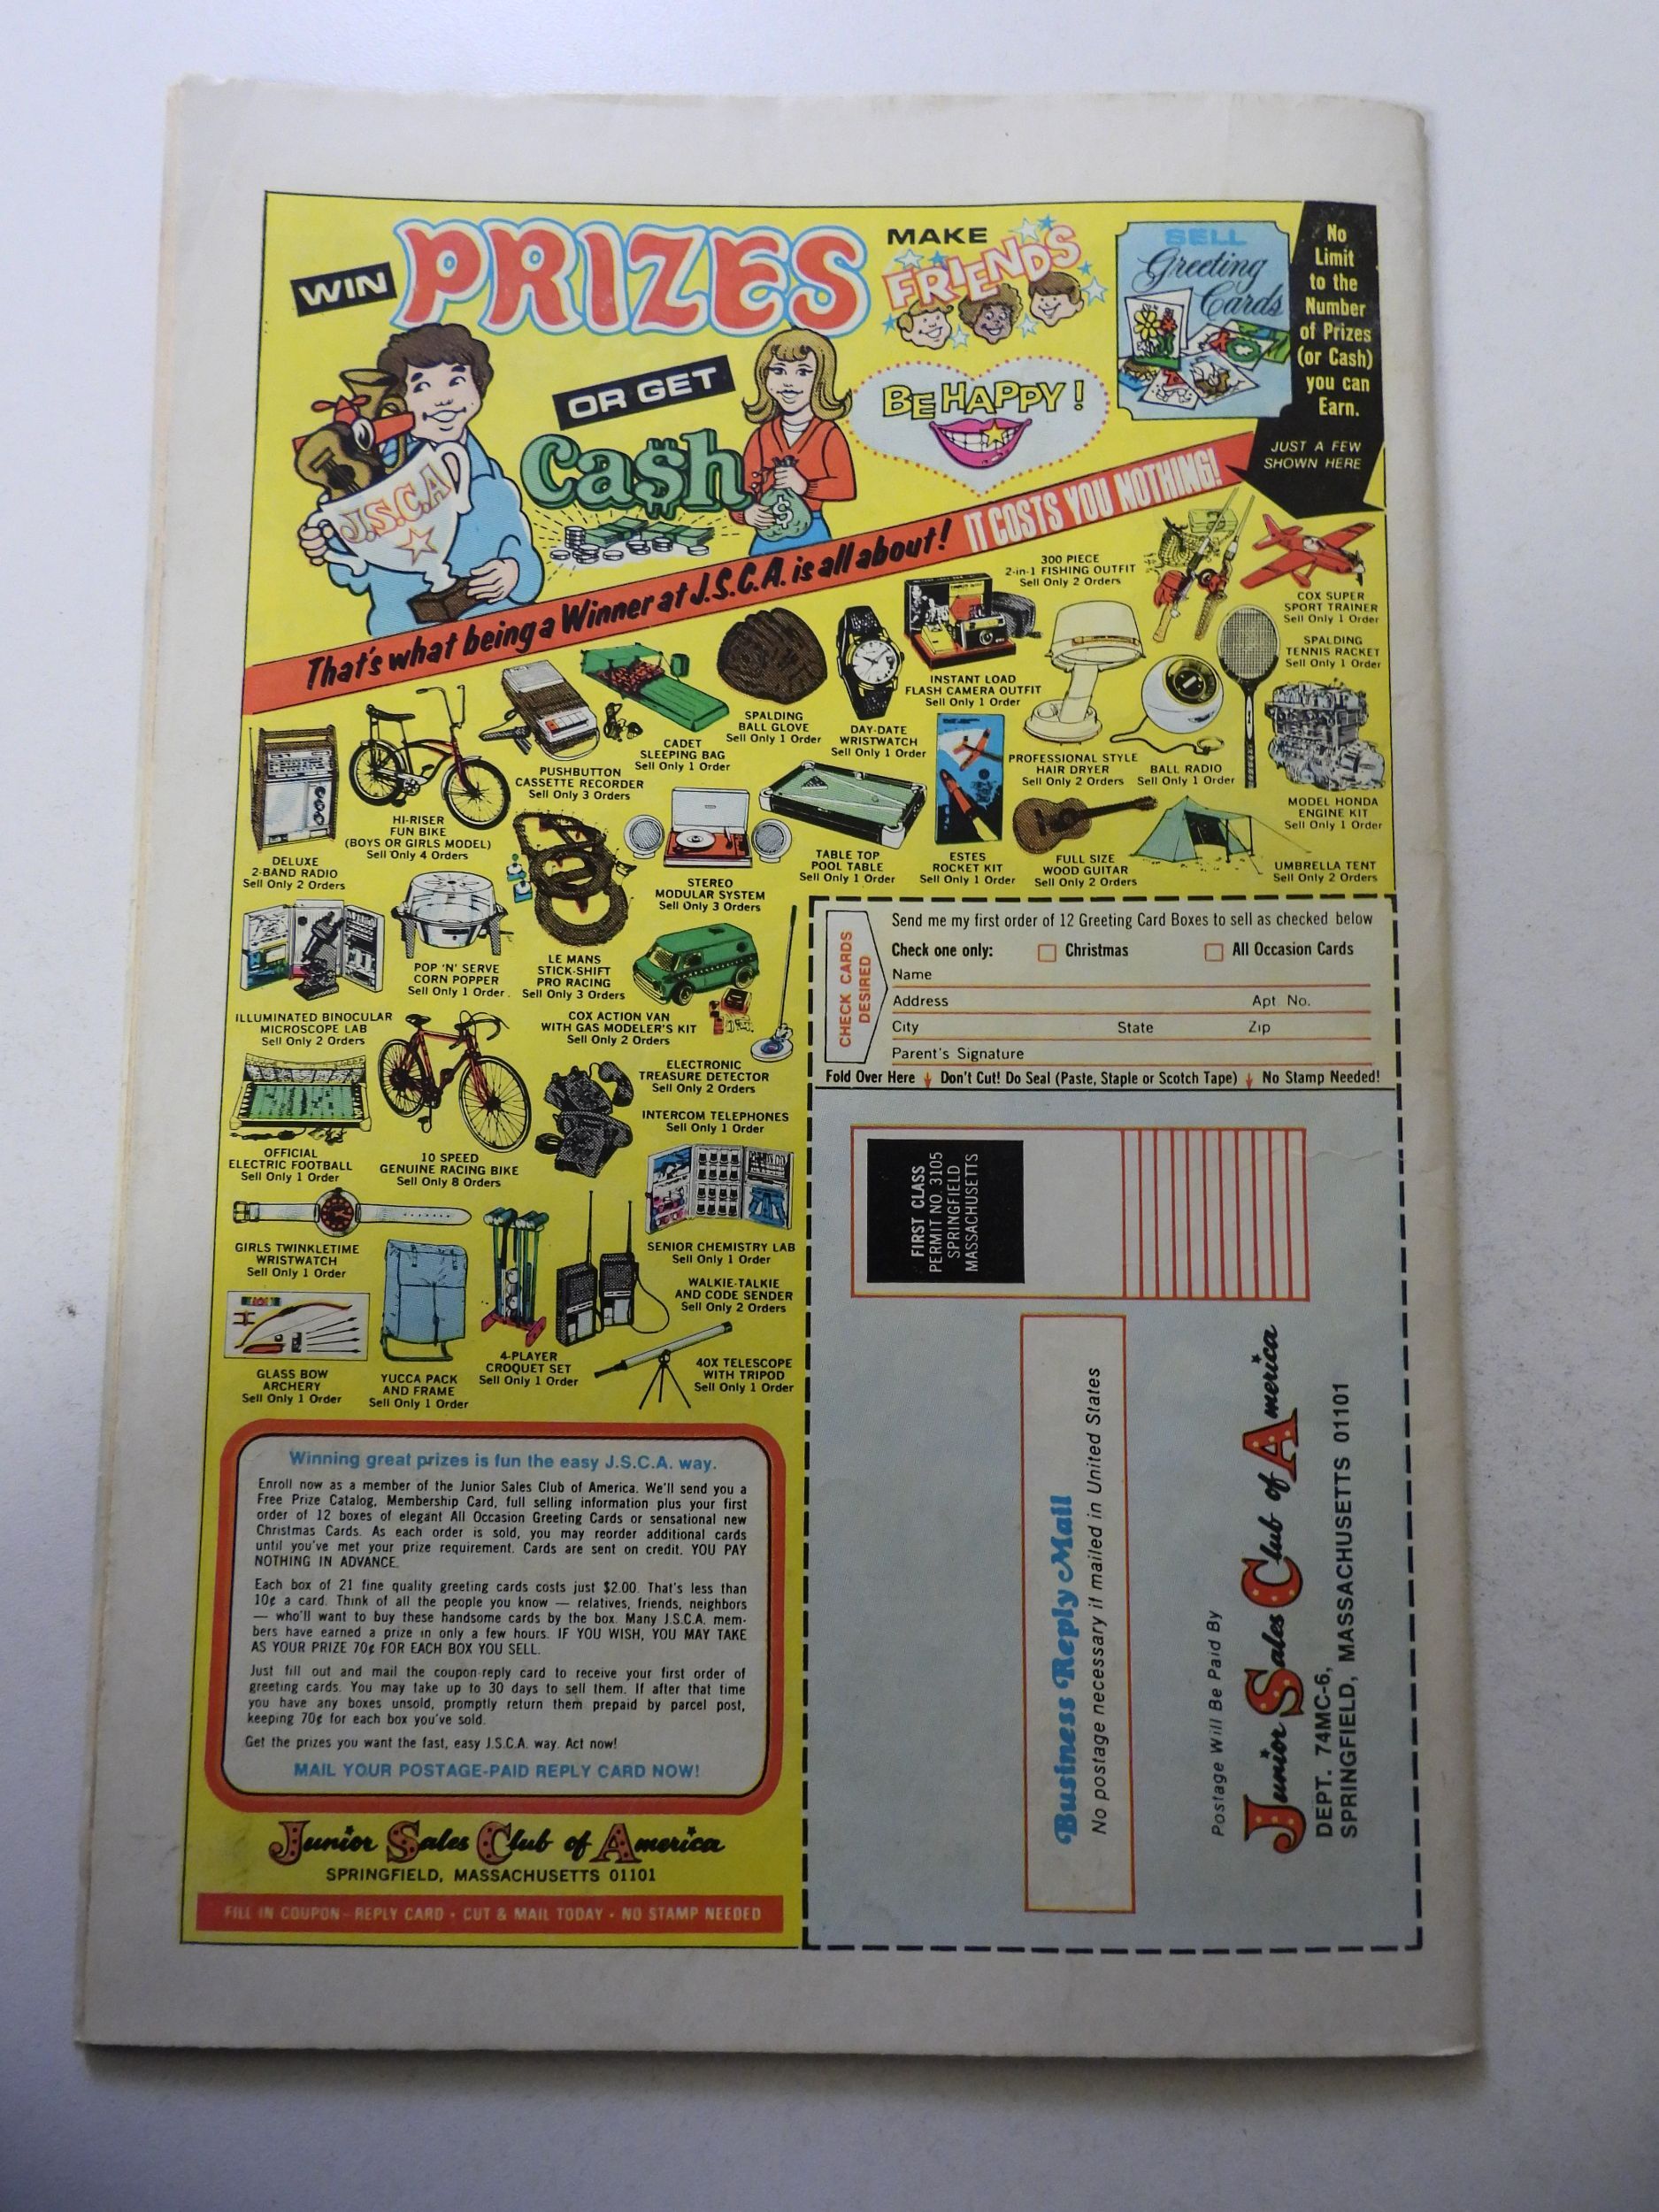 WIN PRIZES
OR GET
Ca$h
MAKE
FRIENDS
BE HAPPY!
SELL
Greeting
Cards
No
Limit
to the
Number
of Prizes
(or Cash)
you can
Earn.
JUST A FEW
SHOWN HERE
J.S.C.A
$
That's what being a Winner at J.S.C.A. is all about! IT COSTS YOU NOTHING!
300 PIECE
2-in-1 FISHING OUTFIT
Sell Only 2 Orders
COX SUPER
SPORT TRAINER
Sell Only 1 Order
SPALDING
TENNIS RACKET
Sell Only 1 Order
INSTANT LOAD
FLASH CAMERA OUTFIT
Sell Only 1 Order
SPALDING
BALL GLOVE
Sell Only 1 Order
DAY-DATE
WRISTWATCH
Sell Only 1 Order
CADET
SLEEPING BAG
Sell Only 1 Order
PUSHBUTTON
CASSETTE RECORDER
Sell Only 3 Orders
PROFESSIONAL STYLE
HAIR DRYER
Sell Only 2 Orders
BALL RADIO
Sell Only 1 Order
MODEL HONDA
ENGINE KIT
Sell Only 1 Order
HI-RISER
FUN BIKE
(BOYS OR GIRLS MODEL)
Sell Only 4 Orders
DELUXE
2-BAND RADIO
Sell Only 2 Orders
STEREO
MODULAR SYSTEM
Sell Only 3 Orders
TABLE TOP
POOL TABLE
Sell Only 1 Order
ESTES
ROCKET KIT
Sell Only 1 Order
FULL SIZE
WOOD GUITAR
Sell Only 2 Orders
UMBRELLA TENT
Sell Only 2 Orders
POP 'N' SERVE
CORN POPPER
Sell Only 1 Order.
LE MANS
STICK-SHIFT
PRO RACING
Sell Only 3 Orders
ILLUMINATED BINOCULAR
MICROSCOPE LAB
Sell Only 2 Orders
COX ACTION VAN
WITH GAS MODELER'S KIT
Sell Only 2 Orders
ELECTRONIC
TREASURE DETECTOR
Sell Only 2 Orders
INTERCOM TELEPHONES
Sell Only 1 Order
OFFICIAL
ELECTRIC FOOTBALL
Sell Only 1 Order
10 SPEED
GENUINE RACING BIKE
Sell Only 8 Orders
GIRLS TWINKLETIME
WRISTWATCH
Sell Only 1 Order
SENIOR CHEMISTRY LAB
Sell Only 1 Order
WALKIE-TALKIE
AND CODE SENDER
Sell Only 2 Orders
GLASS BOW
ARCHERY
Sell Only 1 Order
YUCCA PACK
AND FRAME
Sell Only 1 Order
4-PLAYER
CROQUET SET
Sell Only 1 Order
40X TELESCOPE
WITH TRIPOD
Sell Only 1 Order
Winning great prizes is fun the easy J.S.C.A. way.
Enroll now as a member of the Junior Sales Club of America. We'll send you a
Free Prize Catalog, Membership Card, full selling information plus your first
order of 12 boxes of elegant All Occasion Greeting Cards or sensational new
Christmas Cards. As each order is sold, you may reorder additional cards
until you've met your prize requirement. Cards are sent on credit. YOU PAY
NOTHING IN ADVANCE.
Each box of 21 fine quality greeting cards costs just $2.00. That's less than
10¢ a card. Think of all the people you know — relatives, friends, neighbors
— who'll want to buy these handsome cards by the box. Many J.S.C.A. mem-
bers have earned a prize in only a few hours. IF YOU WISH, YOU MAY TAKE
AS YOUR PRIZE 70¢ FOR EACH BOX YOU SELL.
Just fill out and mail the coupon-reply card to receive your first order of
greeting cards. You may take up to 30 days to sell them. If after that time
you have any boxes unsold, promptly return them prepaid by parcel post,
keeping 70¢ for each box you've sold.
Get the prizes you want the fast, easy J.S.C.A. way. Act now!
MAIL YOUR POSTAGE-PAID REPLY CARD NOW!
Junior Sales Club of America
SPRINGFIELD, MASSACHUSETTS 01101
FILL IN COUPON - REPLY CARD • CUT & MAIL TODAY • NO STAMP NEEDED
CHECK CARDS
DESIRED
Send me my first order of 12 Greeting Card Boxes to sell as checked below
Check one only: Christmas All Occasion Cards
Name
Address Apt. No.
City State Zip
Parent's Signature
Fold Over Here Don't Cut! Do Seal (Paste, Staple or Scotch Tape) No Stamp Needed!
FIRST CLASS
PERMIT NO. 3105
SPRINGFIELD
MASSACHUSETTS
Business Reply Mail
No postage necessary if mailed in United States
Postage Will Be Paid By
Junior Sales Club of America
DEPT. 74MC-6,
SPRINGFIELD, MASSACHUSETTS 01101